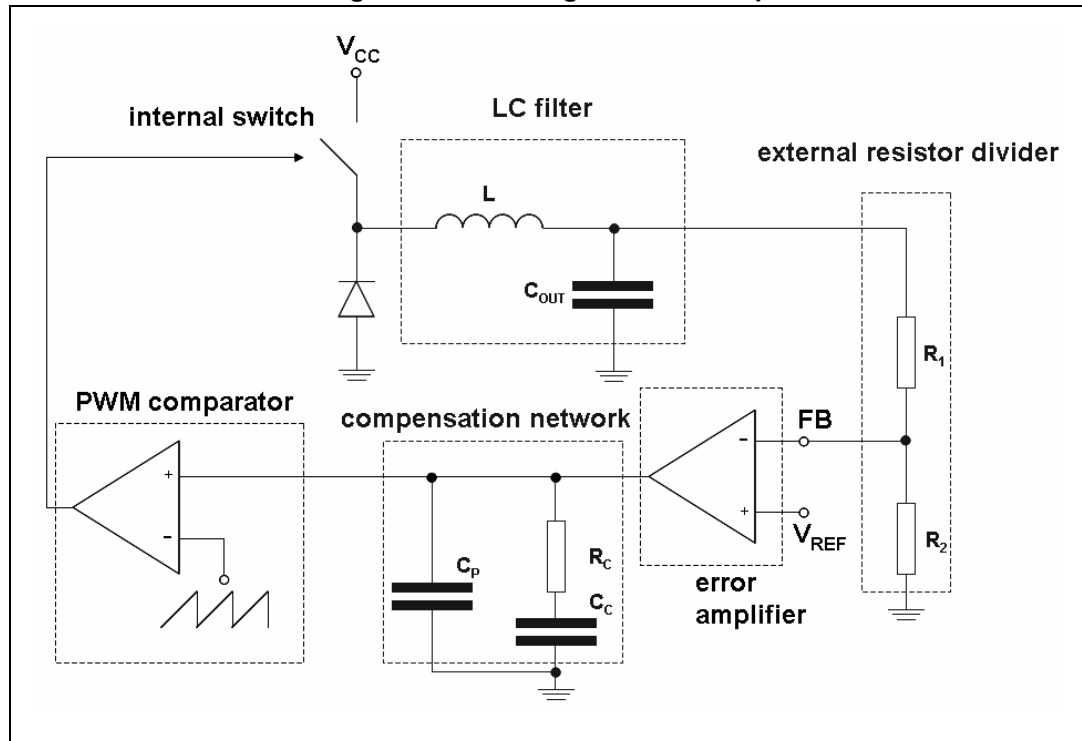 V_CC
internal switch
LC filter
external resistor divider
L
C_OUT
R_1
PWM comparator
compensation network
FB
-
+
+
-
V_REF
R_2
C_P
R_C
C_C
error
amplifier